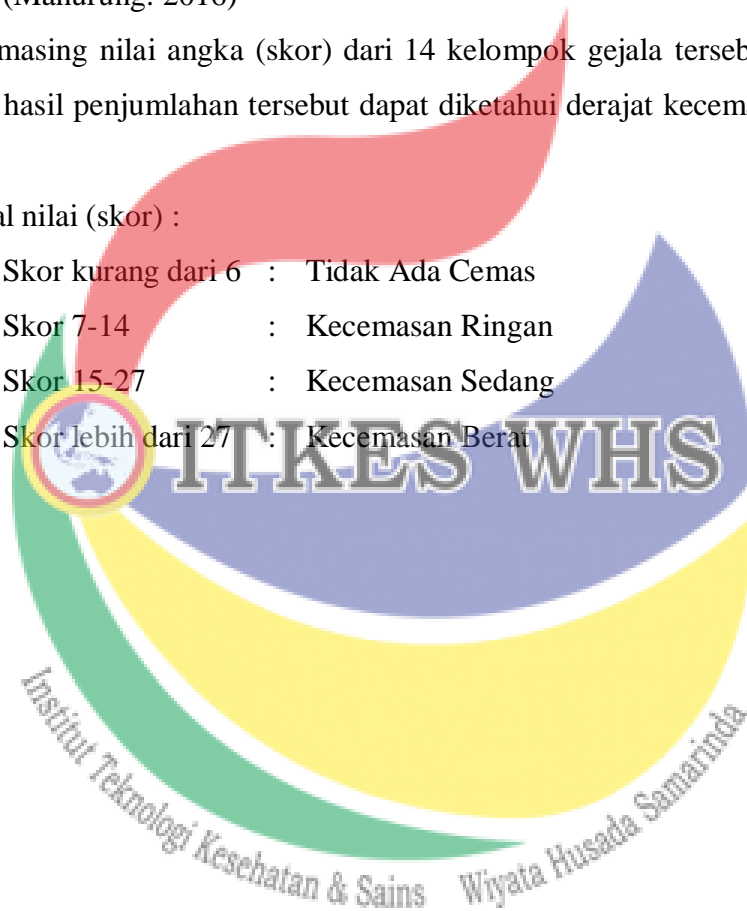 (Manurung. 2016)
masing nilai angka (skor) dari 14 kelompok gejala terseb
hasil penjumlahan tersebut dapat diketahui derajat kecem
al nilai (skor) :
Skor kurang dari 6 : Tidak Ada Cemas
Skor 7-14 : Kecemasan Ringan
Skor 15-27 : Kecemasan Sedang
Skor lebih dari 27 : Kecemasan Berat
ITKES WHS
Institut Teknologi Kesehatan & Sains Wiyata Husada Samarinda